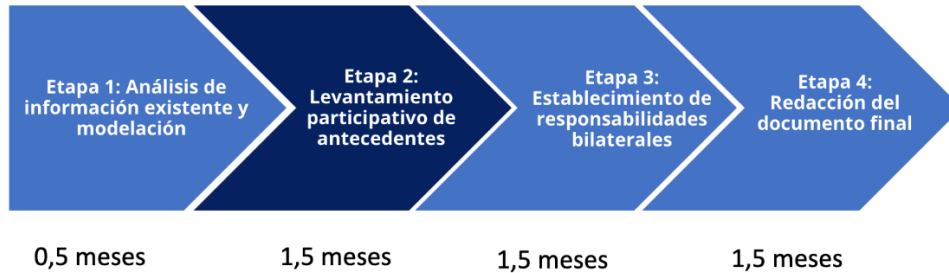 Etapa 1: Análisis de
información existente y
modelación
Etapa 2:
Levantamiento
participativo de
antecedentes
Etapa 3:
Establecimiento de
responsabilidades
bilaterales
Etapa 4:
Redacción del
documento final
0,5 meses
1,5 meses
1,5 meses
1,5 meses